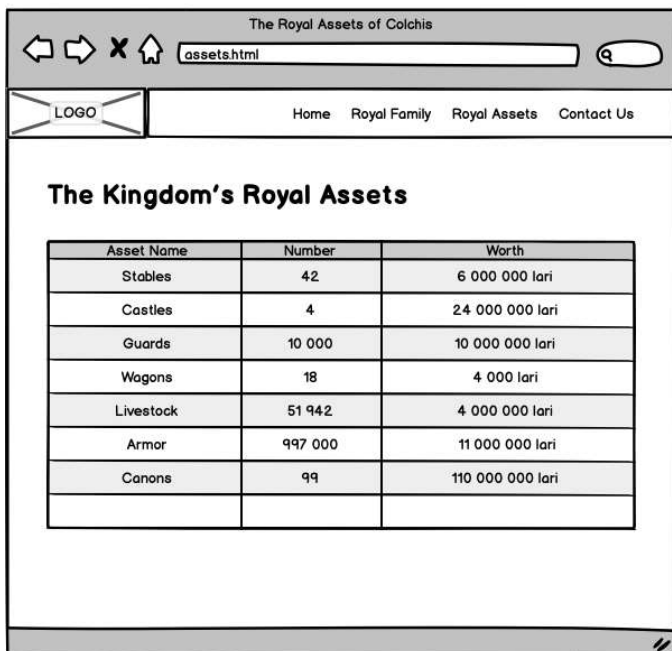 The Royal Assets of Colchis
assets.html
LOGO
Home Royal Family Royal Assets Contact Us
The Kingdom's Royal Assets
Asset Name Number Worth
Stables 42 6 000 000 lari
Castles 4 24 000 000 lari
Guards 10 000 10 000 000 lari
Wagons 18 4 000 lari
Livestock 51 942 4 000 000 lari
Armor 997 000 11 000 000 lari
Canons 99 110 000 000 lari